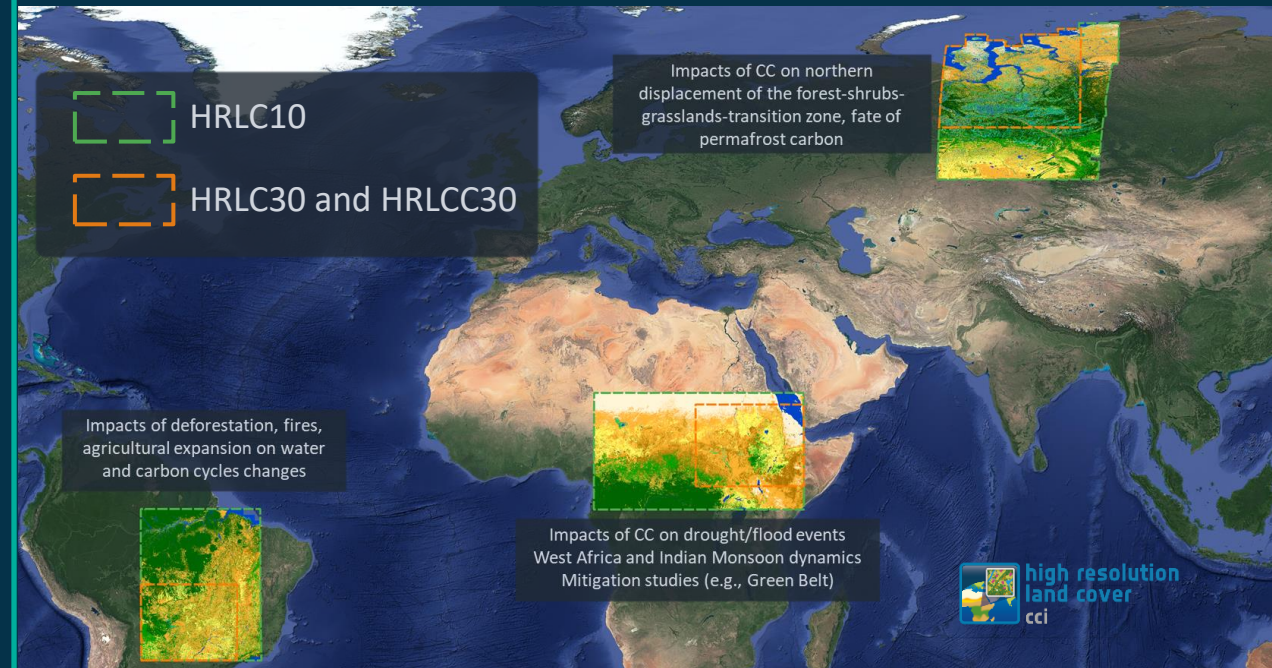 HRLC10
HRLC30 and HRLCC30
Impacts of CC on northern
displacement of the forest-shrubs-
grasslands-transition zone, fate of
permafrost carbon
Impacts of deforestation, fires,
agricultural expansion on water
and carbon cycles changes
Impacts of CC on drought/flood events
West Africa and Indian Monsoon dynamics
Mitigation studies (e.g., Green Belt)
high resolution
land cover
cci